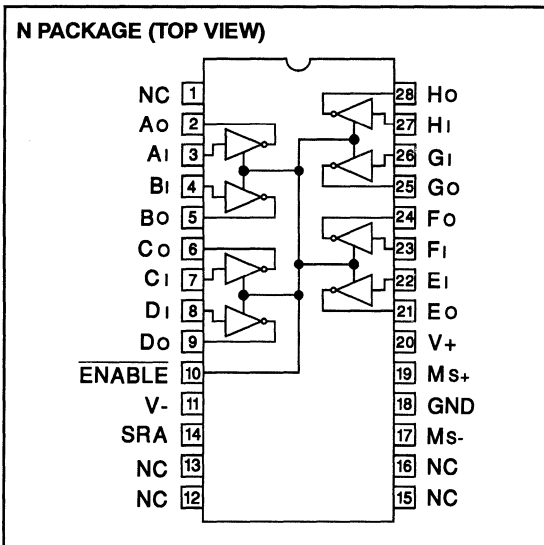 N PACKAGE (TOP VIEW)
NC 1
Ao 2
AI 3
BI 4
Bo 5
Co 6
CI 7
DI 8
Do 9
ENABLE 10
V- 11
SRA 14
NC 13
NC 12
28 Ho
27 HI
26 GI
25 Go
24 Fo
23 FI
22 EI
21 Eo
20 V+
19 Ms+
18 GND
17 Ms-
16 NC
15 NC